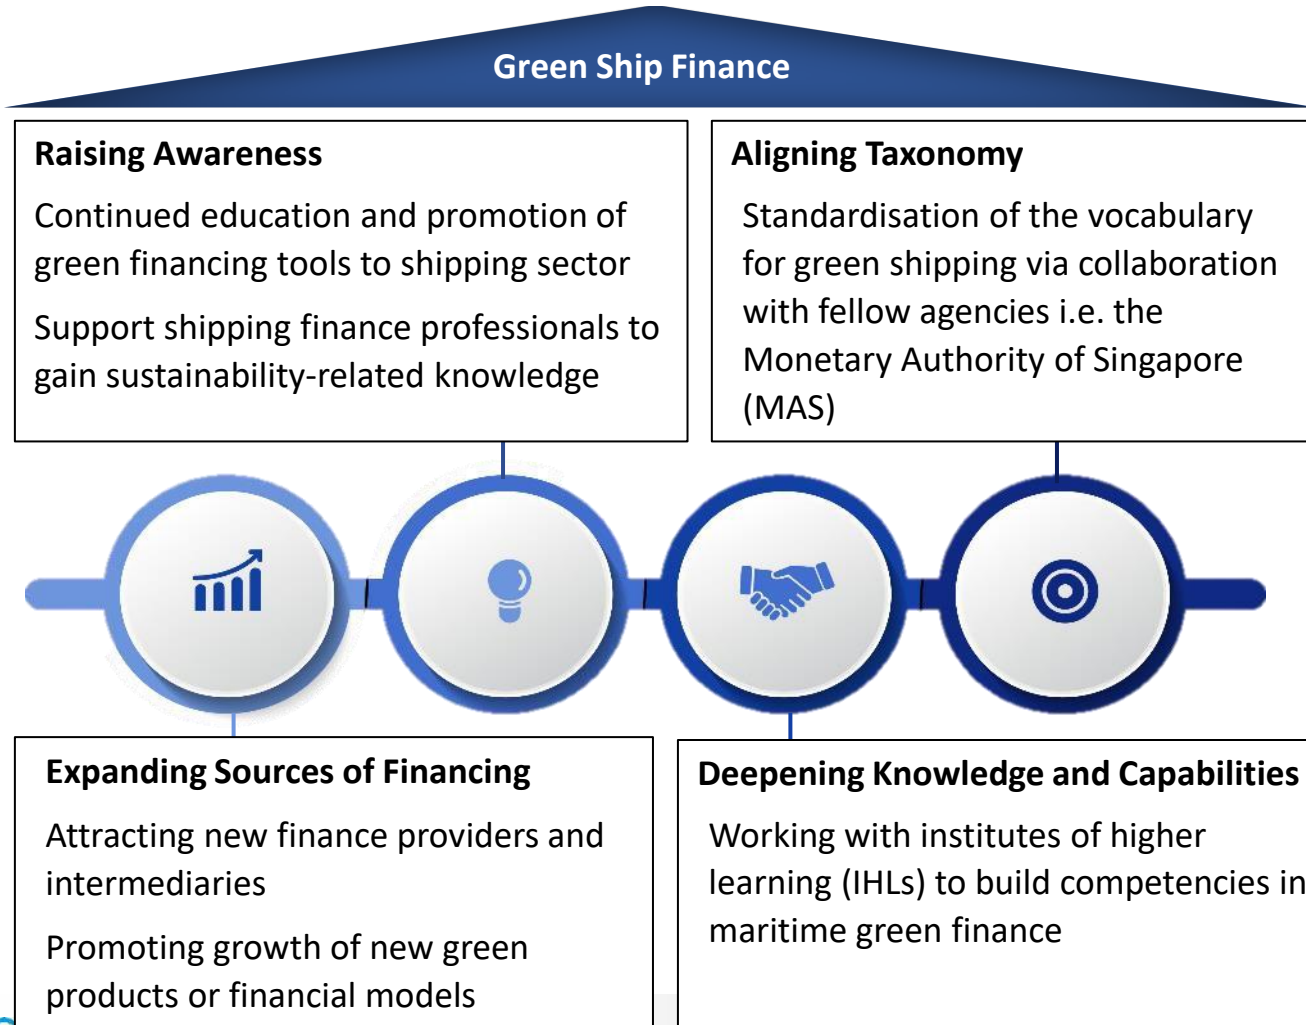 Green Ship Finance
Raising Awareness
Continued education and promotion of
green financing tools to shipping sector
Support shipping finance professionals to
gain sustainability-related knowledge
Aligning Taxonomy
Standardisation of the vocabulary
for green shipping via collaboration
with fellow agencies i.e. the
Monetary Authority of Singapore
(MAS)
Expanding Sources of Financing
Attracting new finance providers and
intermediaries
Promoting growth of new green
products or financial models
Deepening Knowledge and Capabilities
Working with institutes of higher
learning (IHLs) to build competencies in
maritime green finance